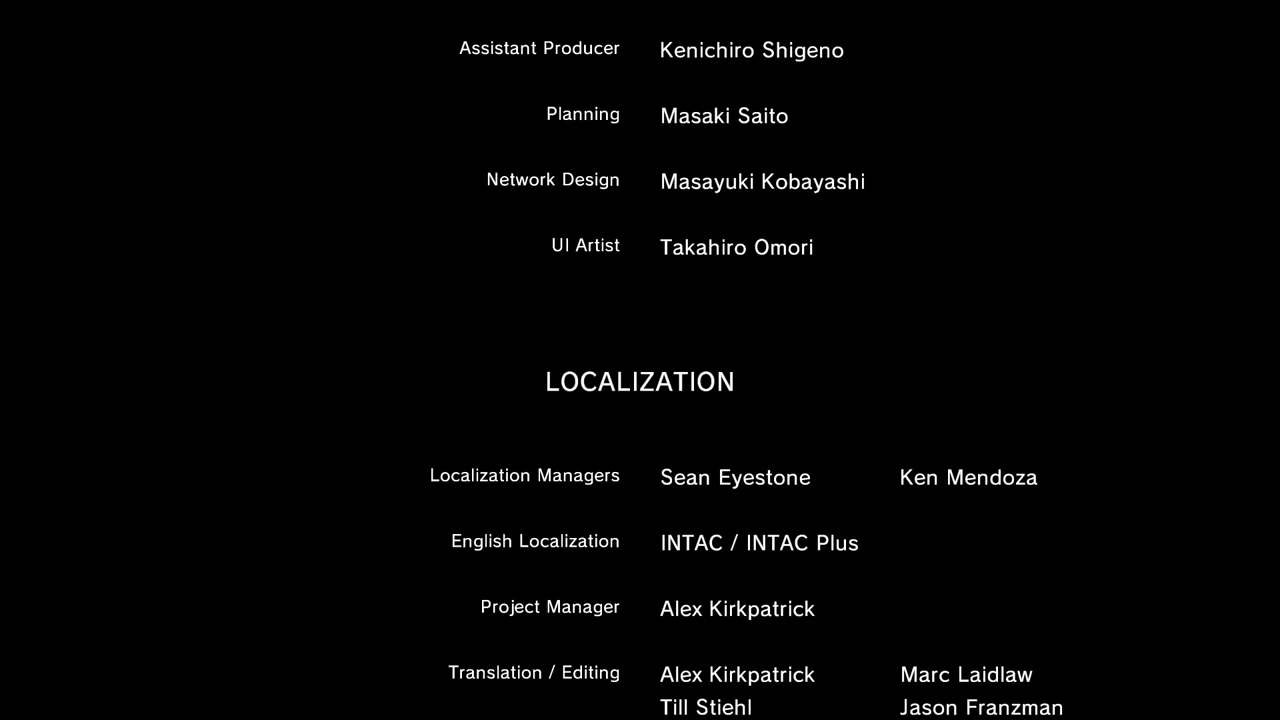 Assistant Producer Kenichiro Shigeno
Planning Masaki Saito
Network Design Masayuki Kobayashi
UI Artist Takahiro Omori
LOCALIZATION
Localization Managers Sean Eyestone Ken Mendoza
English Localization INTAC / INTAC Plus
Project Manager Alex Kirkpatrick
Translation / Editing Alex Kirkpatrick Marc Laidlaw
Till Stiehl Jason Franzman